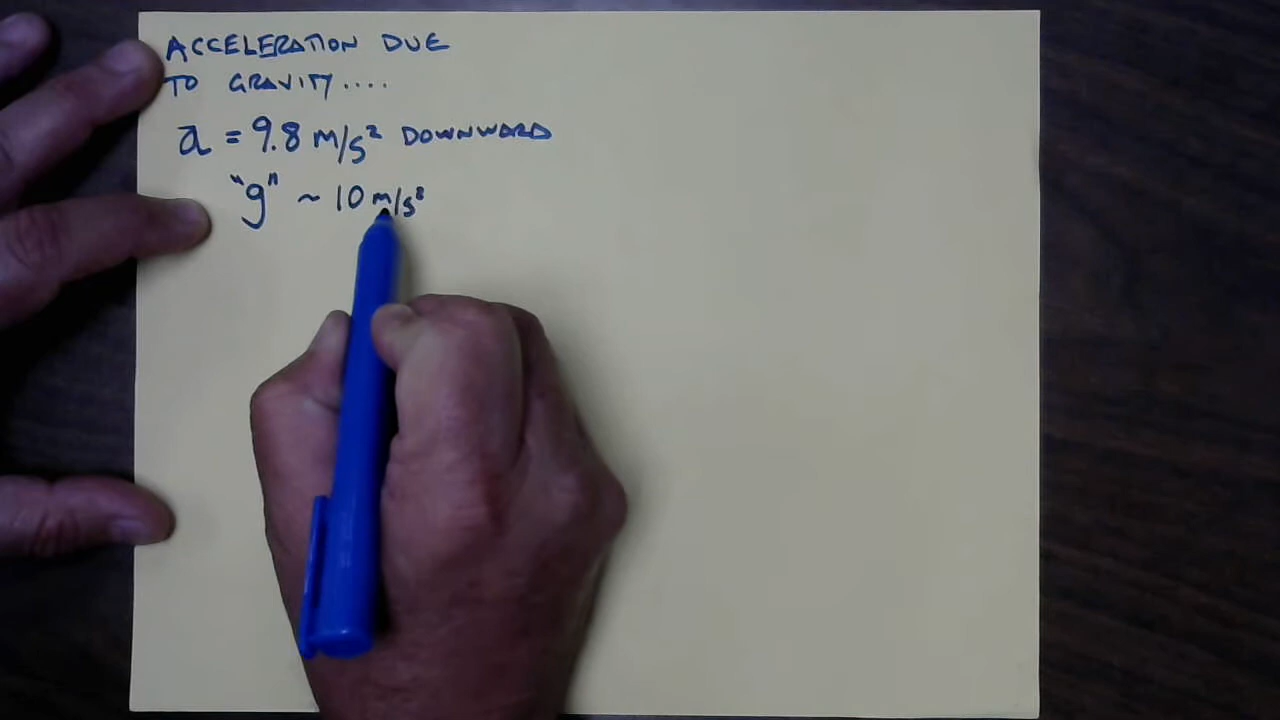 ACCELERATION DUE
TO GRAVITY....
a = 9.8 m/s² DOWNWARD
"g" ~ 10 m/s²